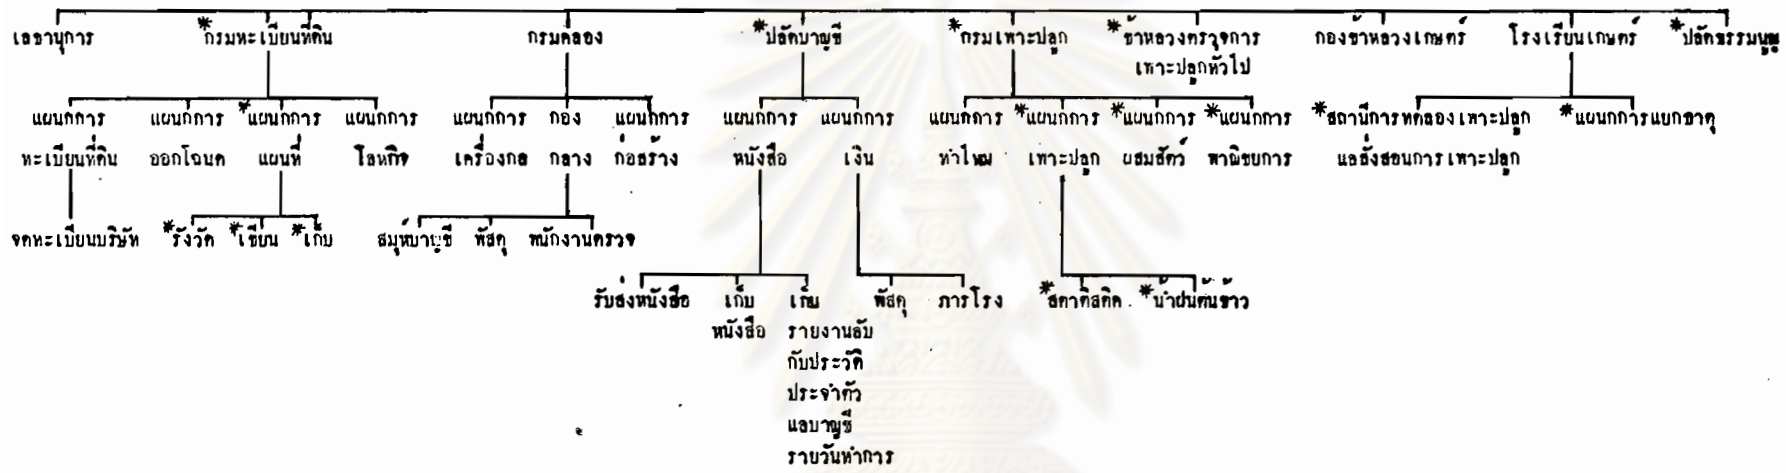 เลขานุการ *กรมทะเบียนที่ดิน กรมคลอง *ปลัดบาญชี *กรมเพาะปลูก *ข้าหลวงตรวจการ กองข้าหลวงเกษตร์ โรงเรียนเกษตร์ *ปลัดธรรมนูญ
เพาะปลูกทั่วไป
แผนกการ แผนกการ *แผนกการ แผนกการ แผนกการ กอง แผนกการ แผนกการ แผนกการ แผนกการ *แผนกการ *แผนกการ *แผนกการ *สถานีการทดลองเพาะปลูก *แผนกการแยกธาตุ
ทะเบียนที่ดิน ออกโฉนด แผนที่ โลหกิจ เครื่องกล กลาง ก่อสร้าง หนังสือ เงิน ทำไหม เพาะปลูก ผสมสัตว์ พาณิชยการ แลสั่งสอนการเพาะปลูก
จดทะเบียนบริษัท *รังวัด *เขียน *เก็บ สมุห์บาญชี พัสดุ พนักงานตรวจ
รับส่งหนังสือ เก็บ เก็บ พัสดุ ภารโรง *สตาติสติค *น้ำฝนต้นข้าว
หนังสือ รายงานลับ
กับประวัติ
ประจำตัว
แลบาญชี
รายวันทำการ